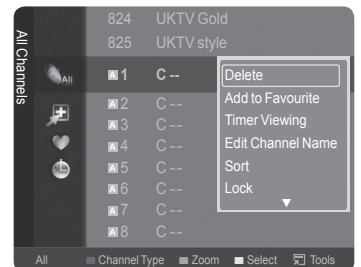 824 UKTV Gold
825 UKTV style
All Channels
All
A 1 C --
A 2 C --
A 3 C --
A 4 C --
A 5 C --
A 6 C --
A 7 C --
A 8 C --
Delete
Add to Favourite
Timer Viewing
Edit Channel Name
Sort
Lock
▼
All Channel Type Zoom Select Tools